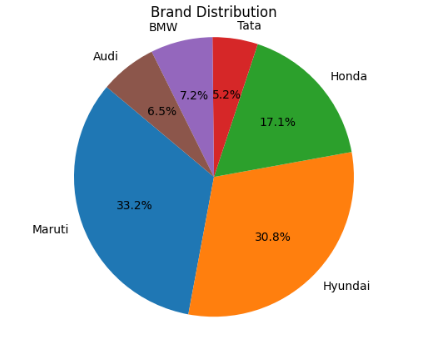 Brand Distribution
BMW
Tata
Audi
Honda
7.2%
5.2%
6.5%
17.1%
33.2%
Maruti
30.8%
Hyundai